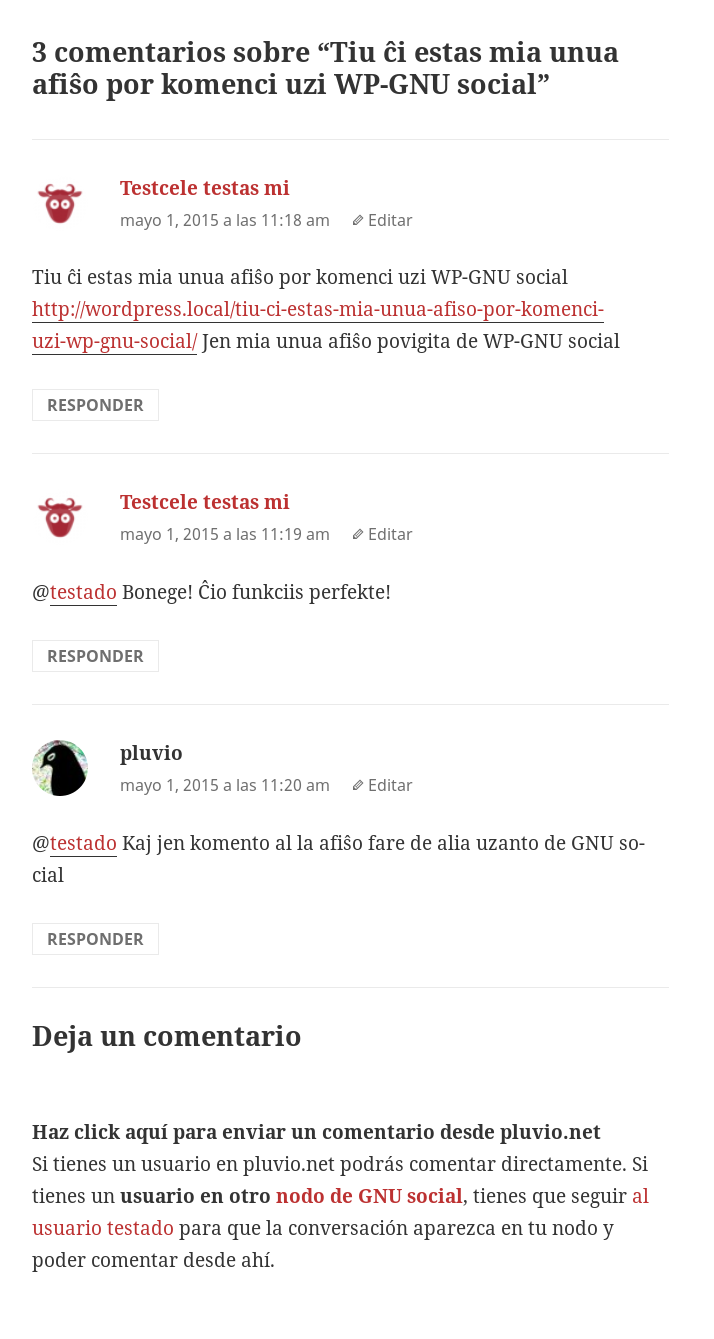 3 comentarios sobre “Tiu ĉi estas mia unua
afiŝo por komenci uzi WP-GNU social”
Testcele testas mi
mayo 1, 2015 a las 11:18 am Editar
Tiu ĉi estas mia unua afiŝo por komenci uzi WP-GNU social
http://wordpress.local/tiu-ci-estas-mia-unua-afiso-por-komenci-
uzi-wp-gnu-social/ Jen mia unua afiŝo povigita de WP-GNU social
RESPONDER
Testcele testas mi
mayo 1, 2015 a las 11:19 am Editar
@testado Bonege! Ĉio funkciis perfekte!
RESPONDER
pluvio
mayo 1, 2015 a las 11:20 am Editar
@testado Kaj jen komento al la afiŝo fare de alia uzanto de GNU so-
cial
RESPONDER
Deja un comentario
Haz click aquí para enviar un comentario desde pluvio.net
Si tienes un usuario en pluvio.net podrás comentar directamente. Si
tienes un usuario en otro nodo de GNU social, tienes que seguir al
usuario testado para que la conversación aparezca en tu nodo y
poder comentar desde ahí.